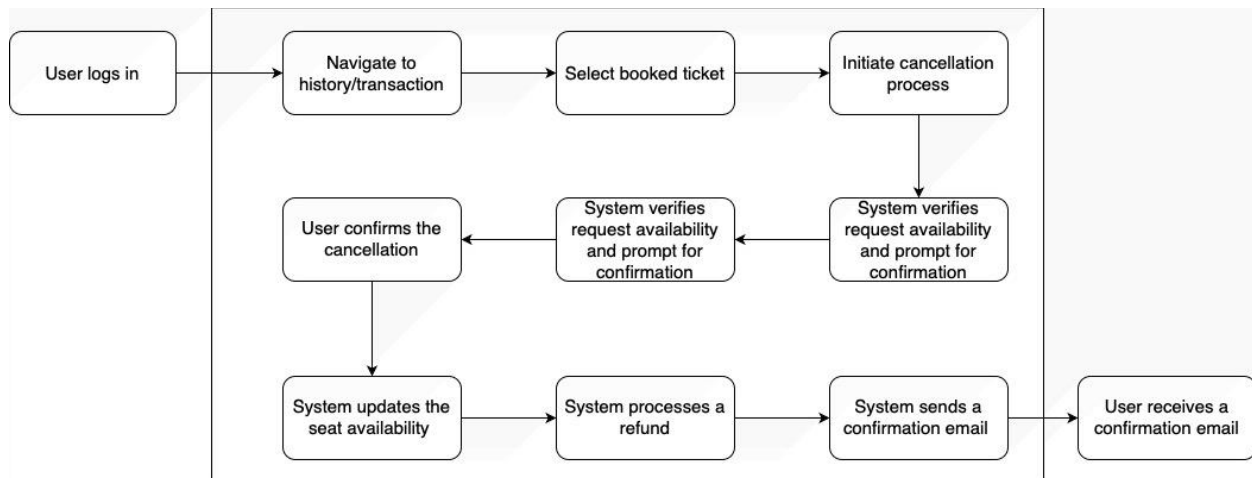 User logs in
Navigate to
history/transaction
Select booked ticket
Initiate cancellation
process
System verifies
request availability
and prompt for
confirmation
System verifies
request availability
and prompt for
confirmation
User confirms the
cancellation
System updates the
seat availability
System processes a
refund
System sends a
confirmation email
User receives a
confirmation email